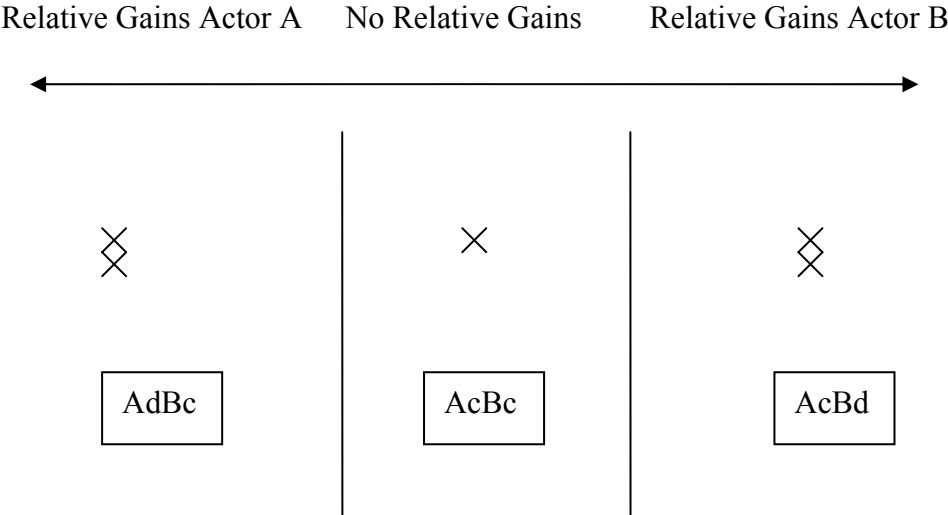 Relative Gains Actor A No Relative Gains Relative Gains Actor B
AdBc AcBc AcBd